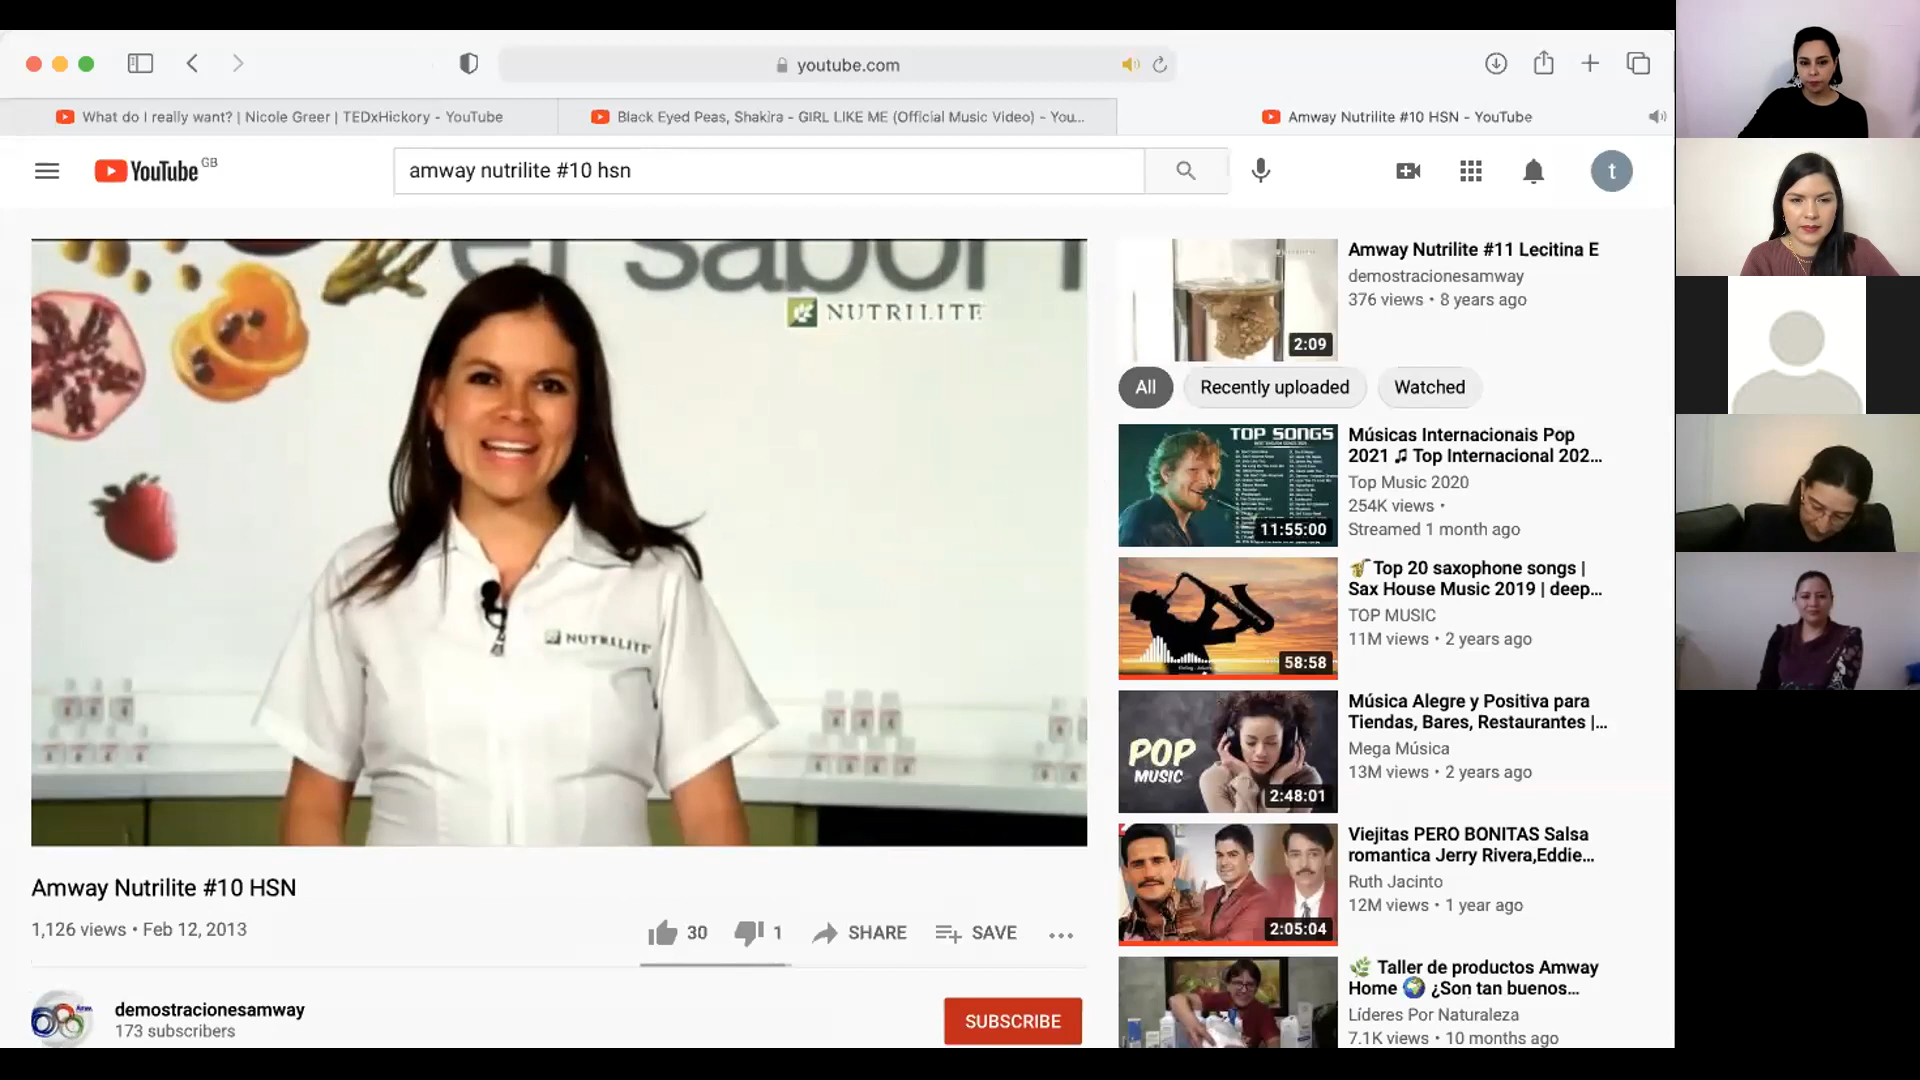 youtube.com
What do I really want? | Nicole Greer | TEDxHickory - YouTube
Black Eyed Peas, Shakira - GIRL LIKE ME (Official Music Video) - You...
Amway Nutrilite #10 HSN - YouTube
YouTube GB
amway nutrilite #10 hsn
t
el sabor
NUTRILITE
NUTRILITE
Amway Nutrilite #10 HSN
1,126 views • Feb 12, 2013
30
1
SHARE
SAVE
demostracionesamway
173 subscribers
SUBSCRIBE
2:09
Amway Nutrilite #11 Lecitina E
demostracionesamway
376 views • 8 years ago
All
Recently uploaded
Watched
TOP SONGS
11:55:00
Músicas Internacionais Pop
2021 ♫ Top Internacional 202...
Top Music 2020
254K views •
Streamed 1 month ago
58:58
🎷Top 20 saxophone songs |
Sax House Music 2019 | deep...
TOP MUSIC
11M views • 2 years ago
POP
MUSIC
2:48:01
Música Alegre y Positiva para
Tiendas, Bares, Restaurantes |...
Mega Música
13M views • 2 years ago
2:05:04
Viejitas PERO BONITAS Salsa
romantica Jerry Rivera,Eddie...
Ruth Jacinto
12M views • 1 year ago
🌿 Taller de productos Amway
Home 🌍 ¿Son tan buenos...
Líderes Por Naturaleza
7.1K views • 10 months ago